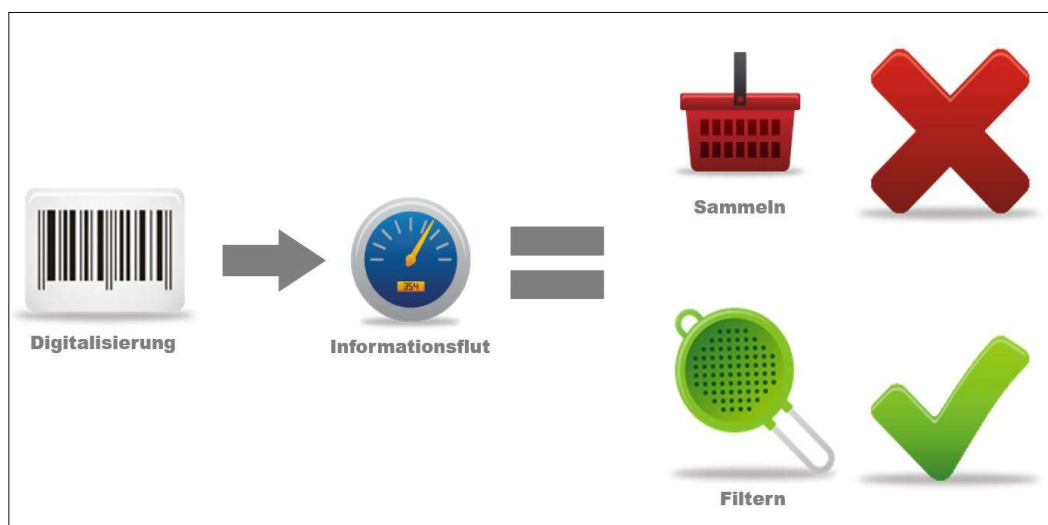 Sammeln
354
Digitalisierung
Informationsflut
Filtern